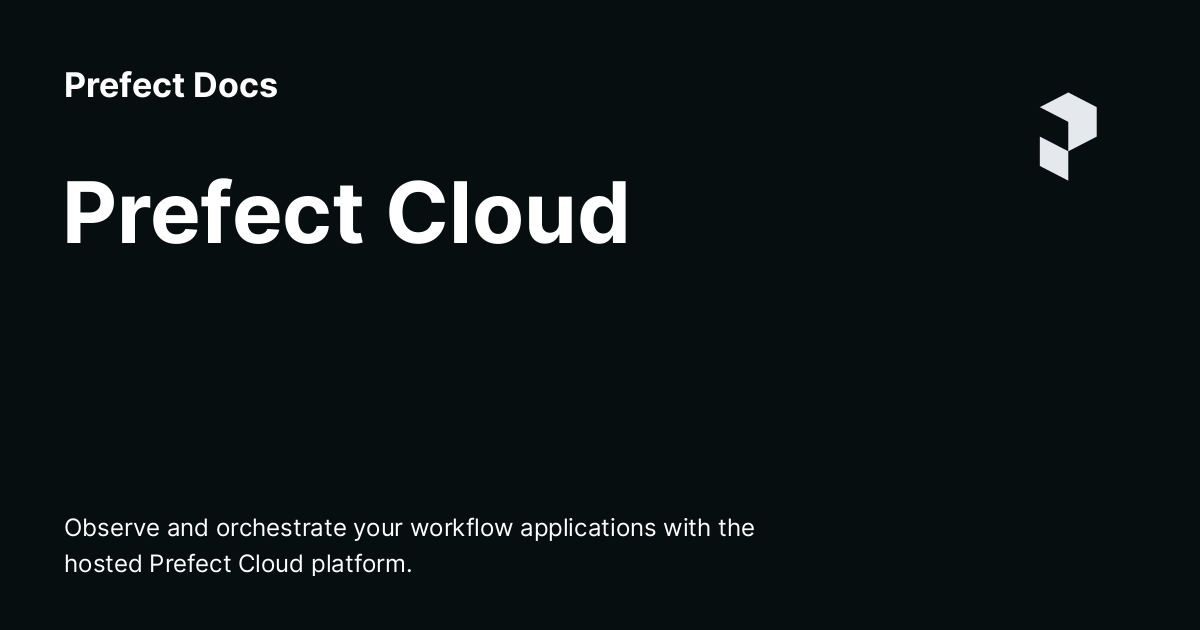 Prefect Docs
Prefect Cloud
Observe and orchestrate your workflow applications with the
hosted Prefect Cloud platform.